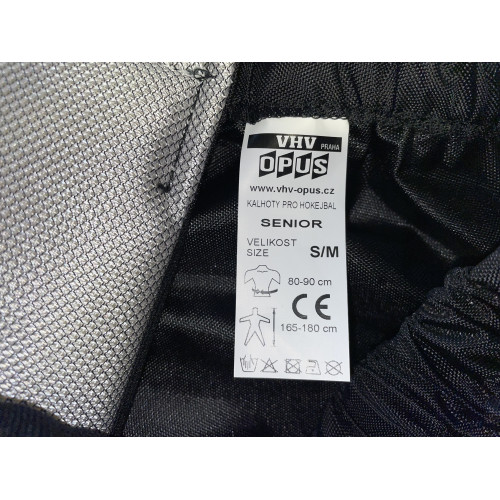 VHV PRAHA
OPUS
www.vhv-opus.cz
KALHOTY PRO HOKEJBAL
SENIOR
VELIKOST
SIZE S/M
80-90 cm
CE
165-180 cm